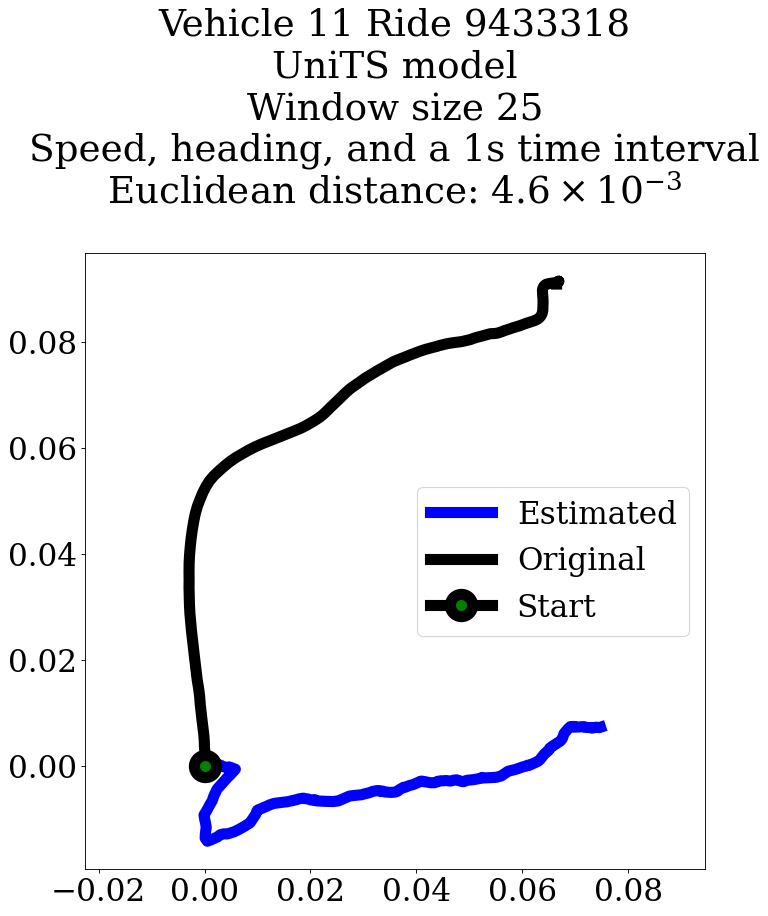 Vehicle 11 Ride 9433318
UniTS model
Window size 25
Speed, heading, and a 1s time interval
Euclidean distance: 4.6 × 10⁻³
0.08
0.06
0.04
0.02
0.00
Estimated
Original
Start
−0.02 0.00 0.02 0.04 0.06 0.08